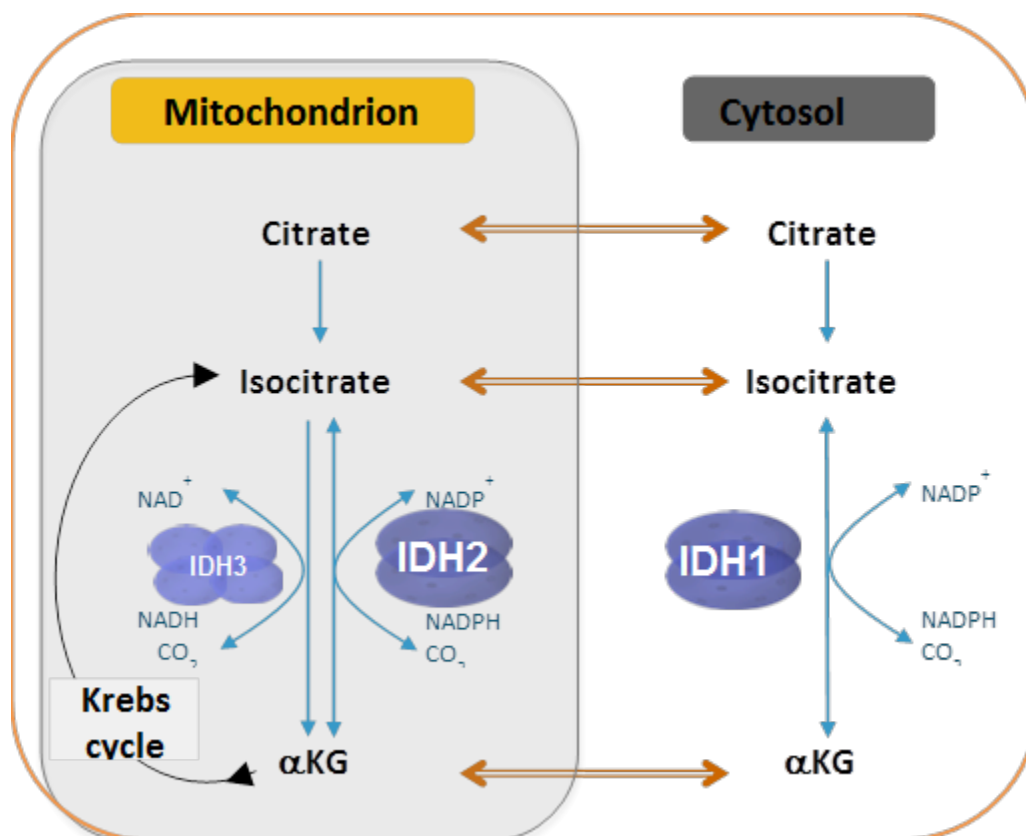 Mitochondrion
Cytosol
Citrate
Citrate
Isocitrate
Isocitrate
NAD+
NADP+
NADP+
IDH3
IDH2
IDH1
NADH
CO2
NADPH
CO2
NADPH
CO2
Krebs
cycle
αKG
αKG